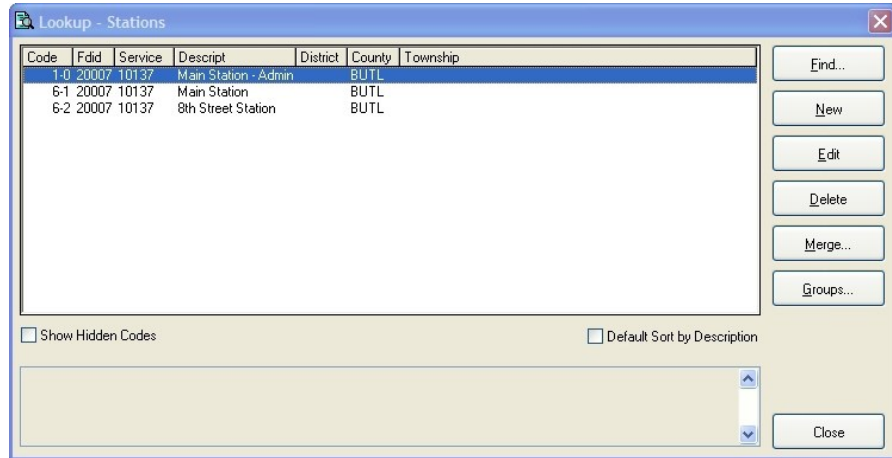 Lookup - Stations
Code Fdid Service Descript District County Township
1-0 20007 10137 Main Station - Admin BUTL
6-1 20007 10137 Main Station BUTL
6-2 20007 10137 8th Street Station BUTL
Find...
New
Edit
Delete
Merge...
Groups...
Show Hidden Codes Default Sort by Description
Close